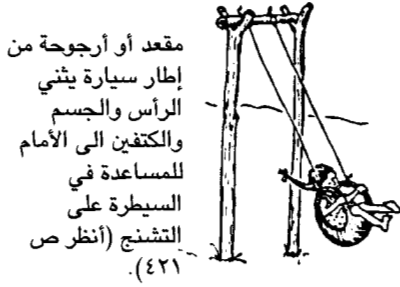 مقعد أو أرجوحة من
إطار سيارة يثني
الرأس والجسم
والكتفين الى الأمام
للمساعدة في
السيطرة على
التشنج (أنظر ص
٤٢١).